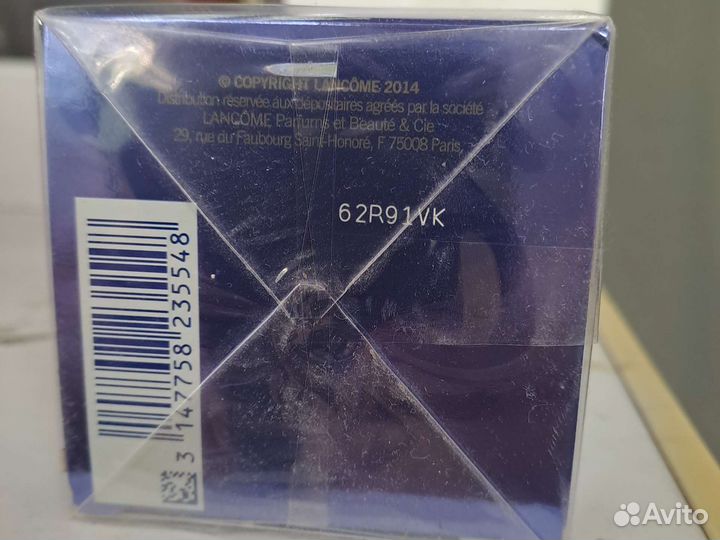 © COPYRIGHT LANCÔME 2014
Distribution réservée aux dépositaires agréés par la société
LANCÔME Parfums et Beauté & Cie
29, rue du Faubourg Saint-Honoré, F 75008 Paris
62R91VK
3 147758 235548
Avito